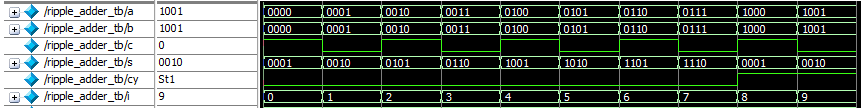 /ripple_adder_tb/a 1001 0000 0001 0010 0011 0100 0101 0110 0111 1000 1001
/ripple_adder_tb/b 1001 0000 0001 0010 0011 0100 0101 0110 0111 1000 1001
/ripple_adder_tb/c 0
/ripple_adder_tb/s 0010 0001 0010 0101 0110 1001 1010 1101 1110 0001 0010
/ripple_adder_tb/cy St1
/ripple_adder_tb/i 9 0 1 2 3 4 5 6 7 8 9